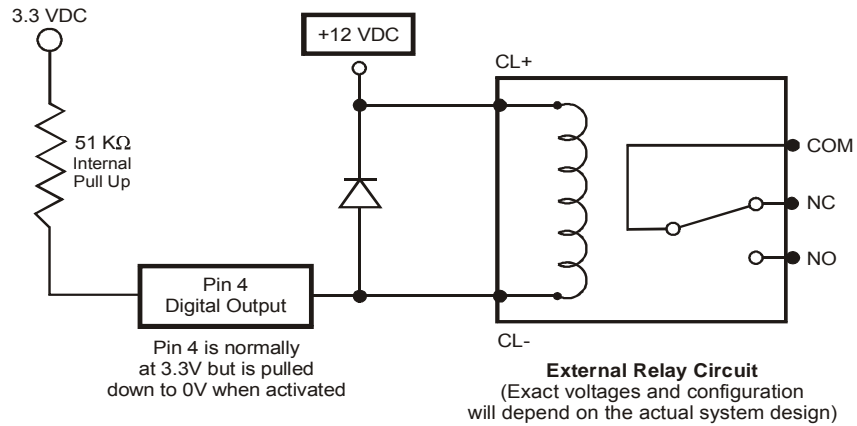 3.3 VDC
51 KΩ
Internal
Pull Up
Pin 4
Digital Output
Pin 4 is normally
at 3.3V but is pulled
down to 0V when activated
+12 VDC
CL+
CL-
COM
NC
NO
External Relay Circuit
(Exact voltages and configuration
will depend on the actual system design)